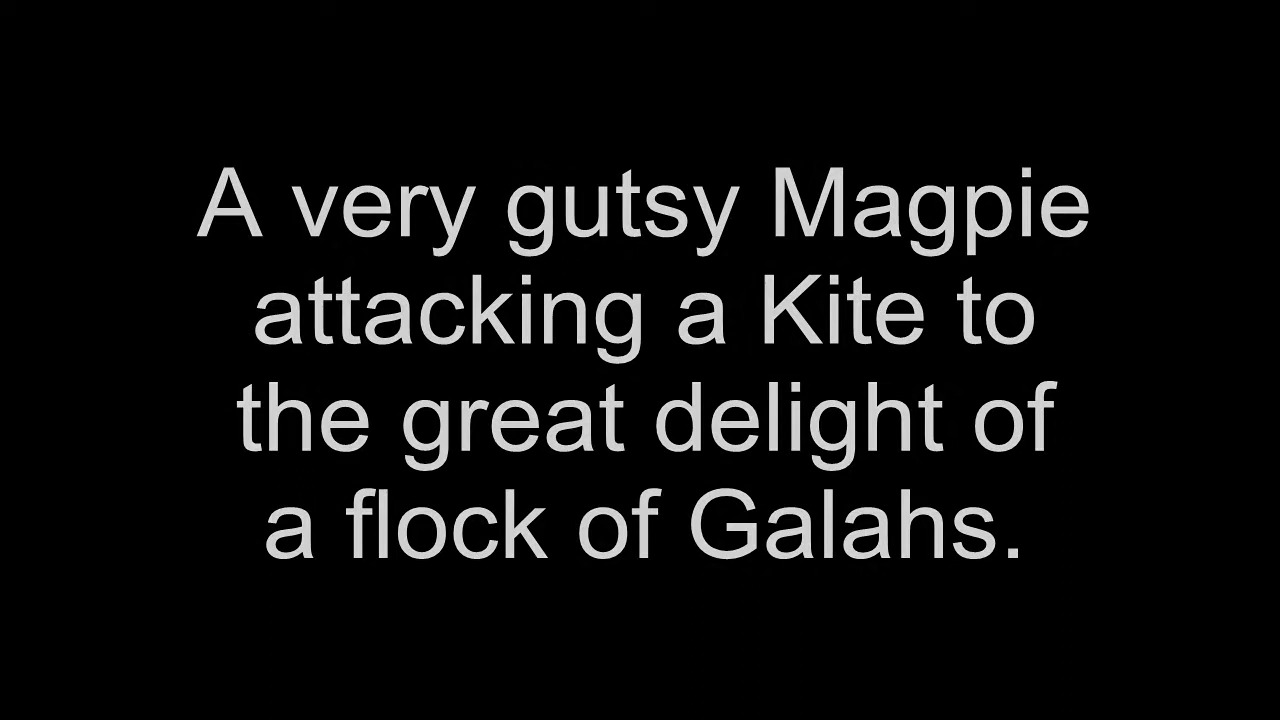 A very gutsy Magpie
attacking a Kite to
the great delight of
a flock of Galahs.